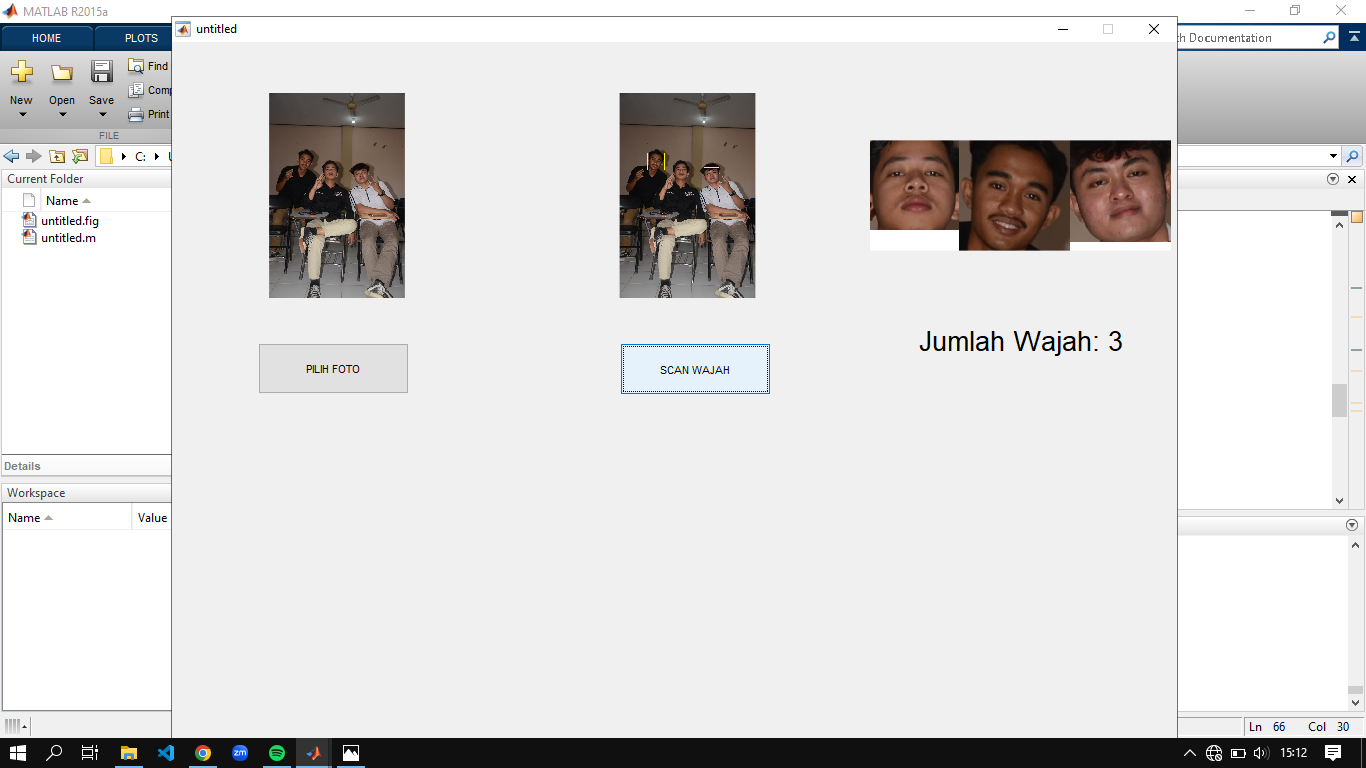 MATLAB R2015a
untitled
HOME
PLOTS
h Documentation
New
Open
Save
Find
Comp
Print
FILE
C:
Current Folder
Name
untitled.fig
untitled.m
PILIH FOTO
SCAN WAJAH
Jumlah Wajah: 3
Details
Workspace
Name
Value
Ln 66 Col 30
zm
15:12